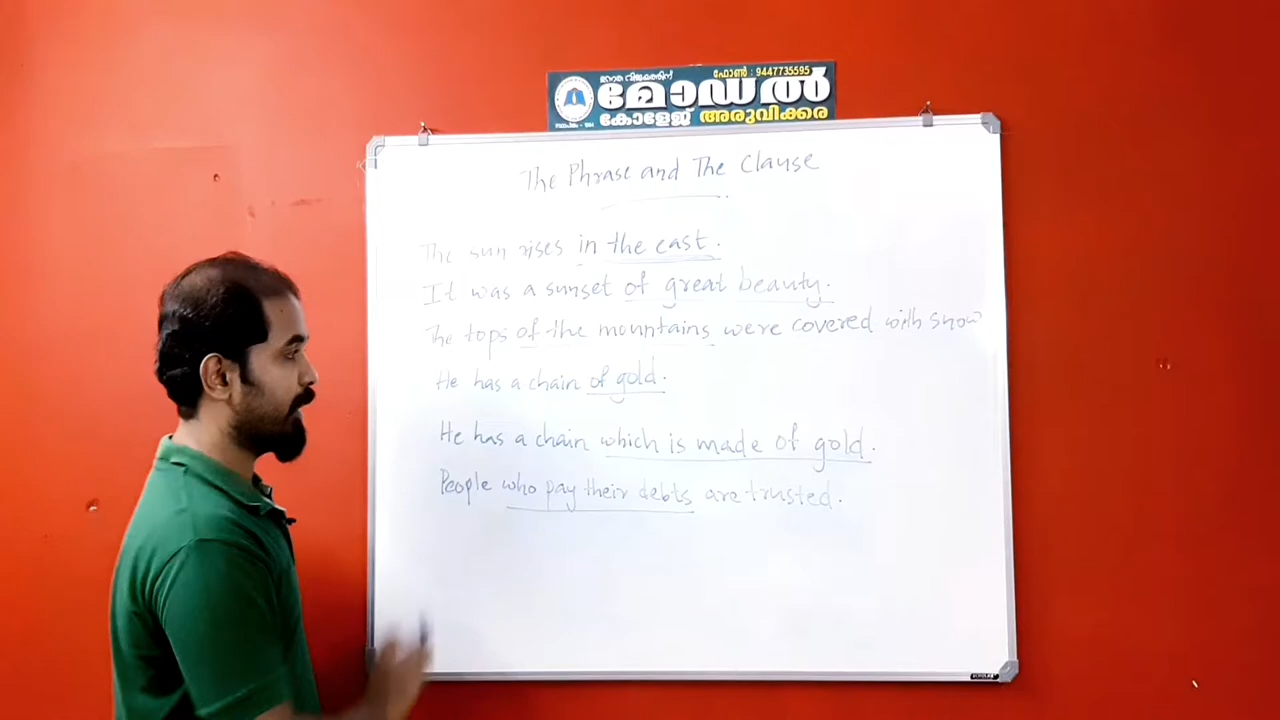 നേരായ വിജയത്തിന്
ഫോൺ : 9447735595
മോഡൽ
കോളേജ് അരുവിക്കര
The Phrase and The Clause
The sun rises in the east.
It was a sunset of great beauty.
The tops of the mountains were covered with snow
He has a chain of gold.
He has a chain which is made of gold.
People who pay their debts are trusted.